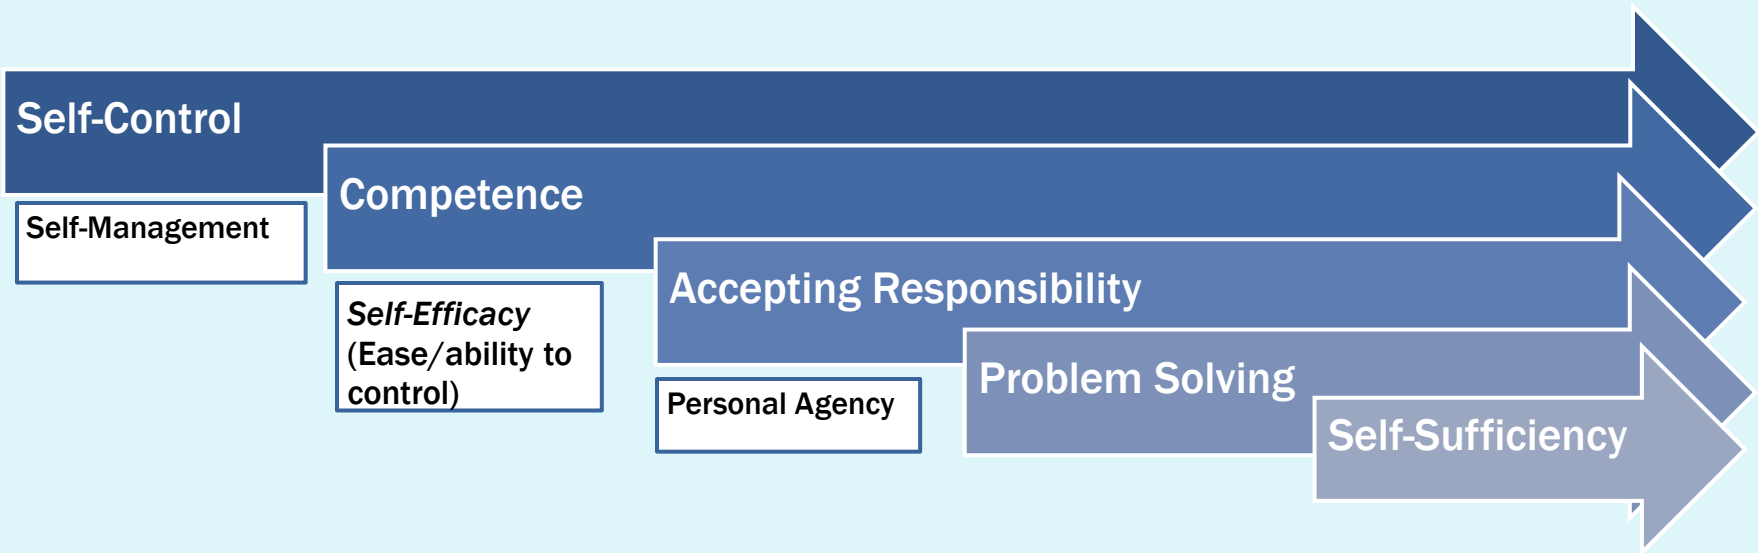 Self-Control
Competence
Self-Management
Accepting Responsibility
Self-Efficacy
(Ease/ability to
control)
Problem Solving
Personal Agency
Self-Sufficiency